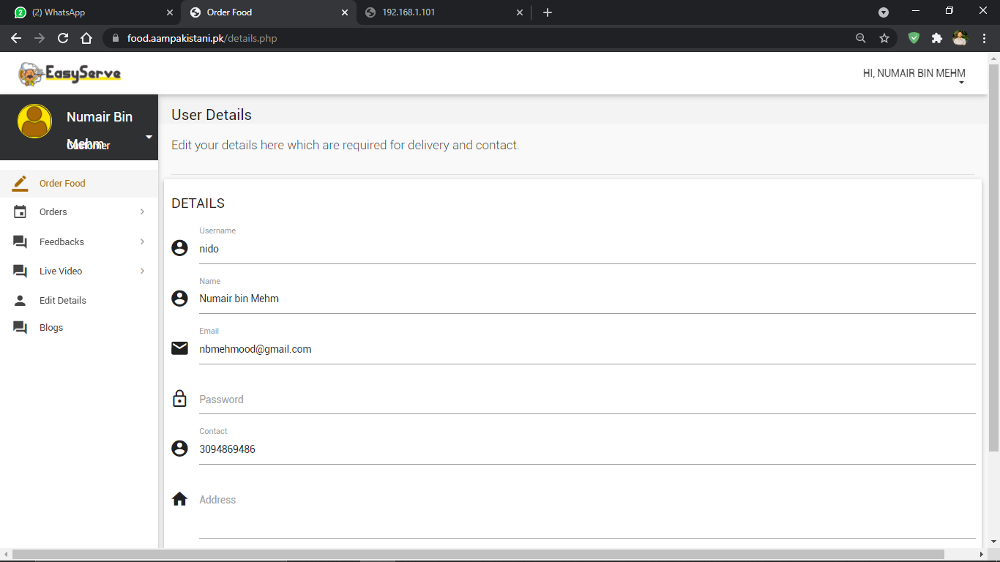 (2) WhatsApp
Order Food
192.168.1.101
food.aampakistani.pk/details.php
EasyServe
HI, NUMAIR BIN MEHM
Numair Bin
Mehm
Customer
Order Food
Orders
Feedbacks
Live Video
Edit Details
Blogs
User Details
Edit your details here which are required for delivery and contact.
DETAILS
Username
nido
Name
Numair bin Mehm
Email
nbmehmood@gmail.com
Password
Contact
3094869486
Address